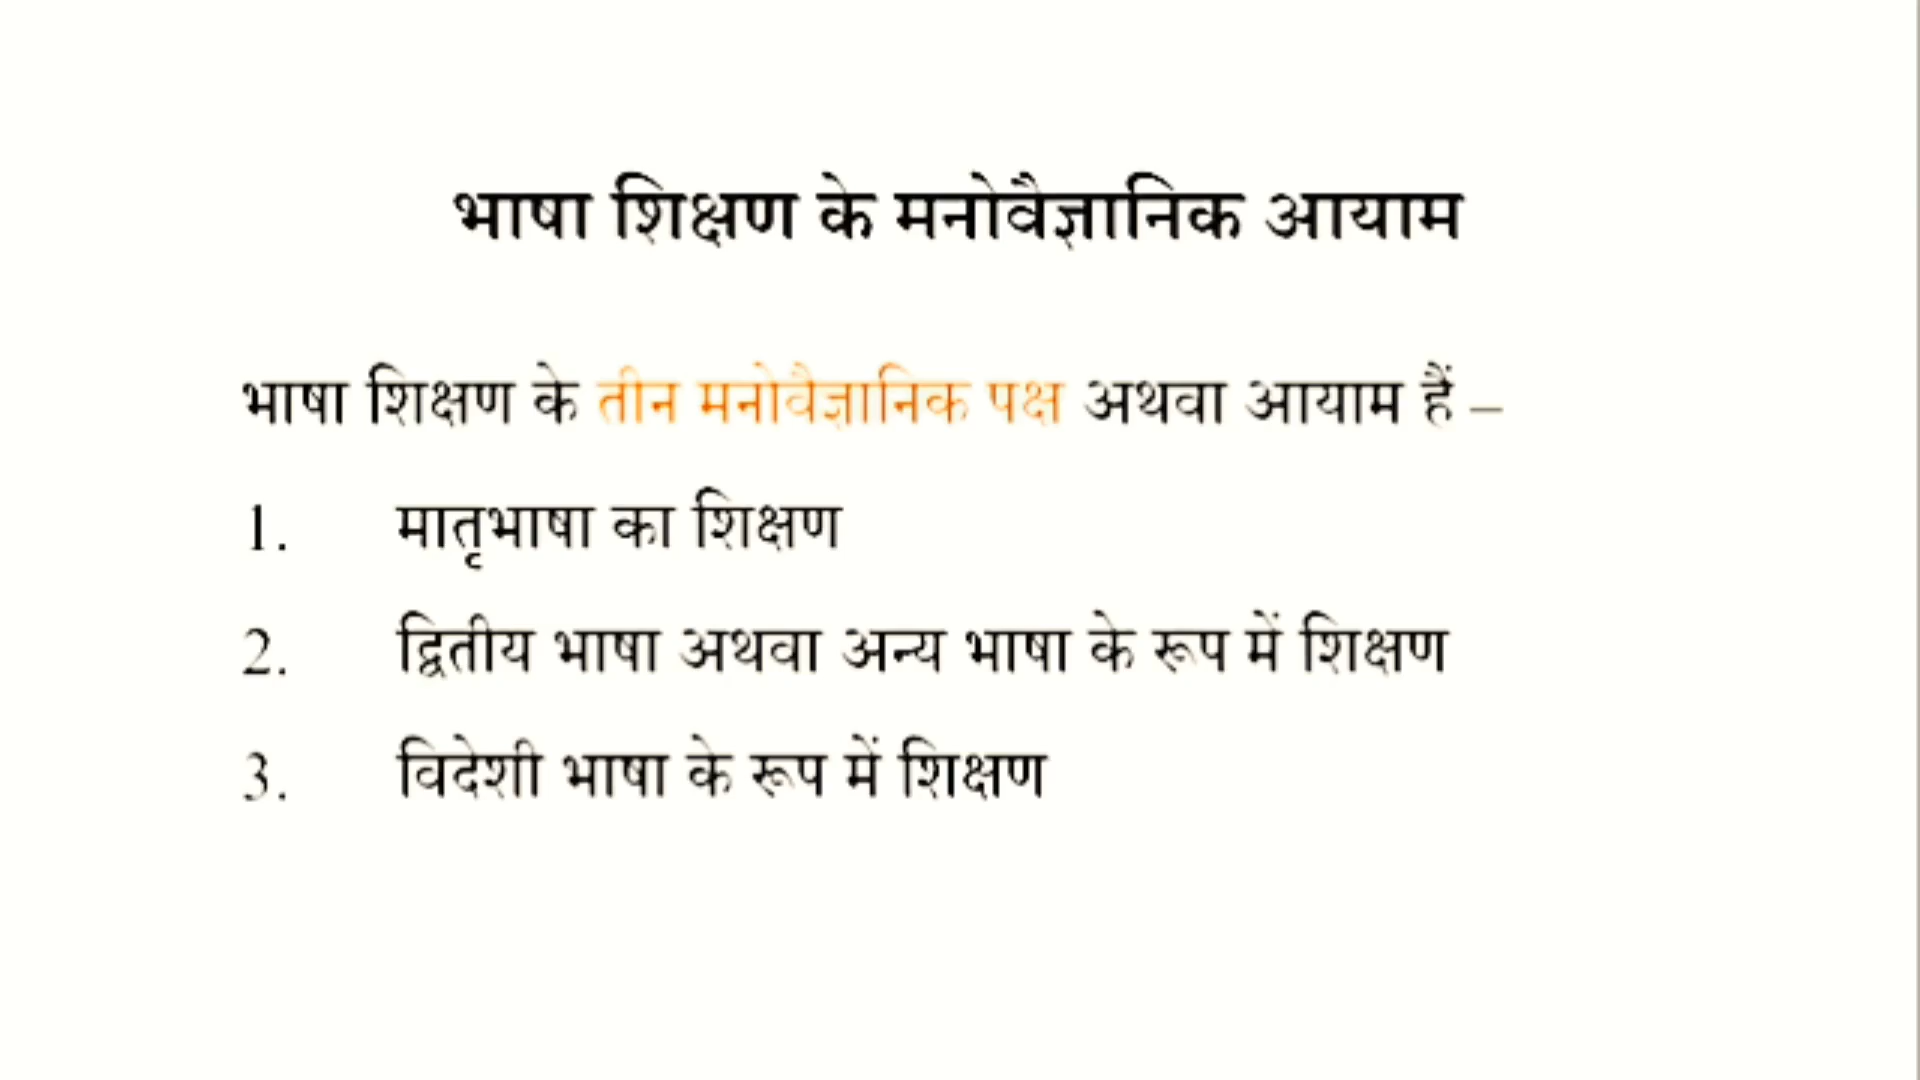 भाषा शिक्षण के मनोवैज्ञानिक आयाम
भाषा शिक्षण के तीन मनोवैज्ञानिक पक्ष अथवा आयाम हैं –
1. मातृभाषा का शिक्षण
2. द्वितीय भाषा अथवा अन्य भाषा के रूप में शिक्षण
3. विदेशी भाषा के रूप में शिक्षण